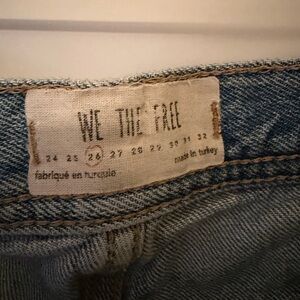 WE THE FREE
24 25 26 27 28 29 30 31 32
fabriqué en turquie made in turkey